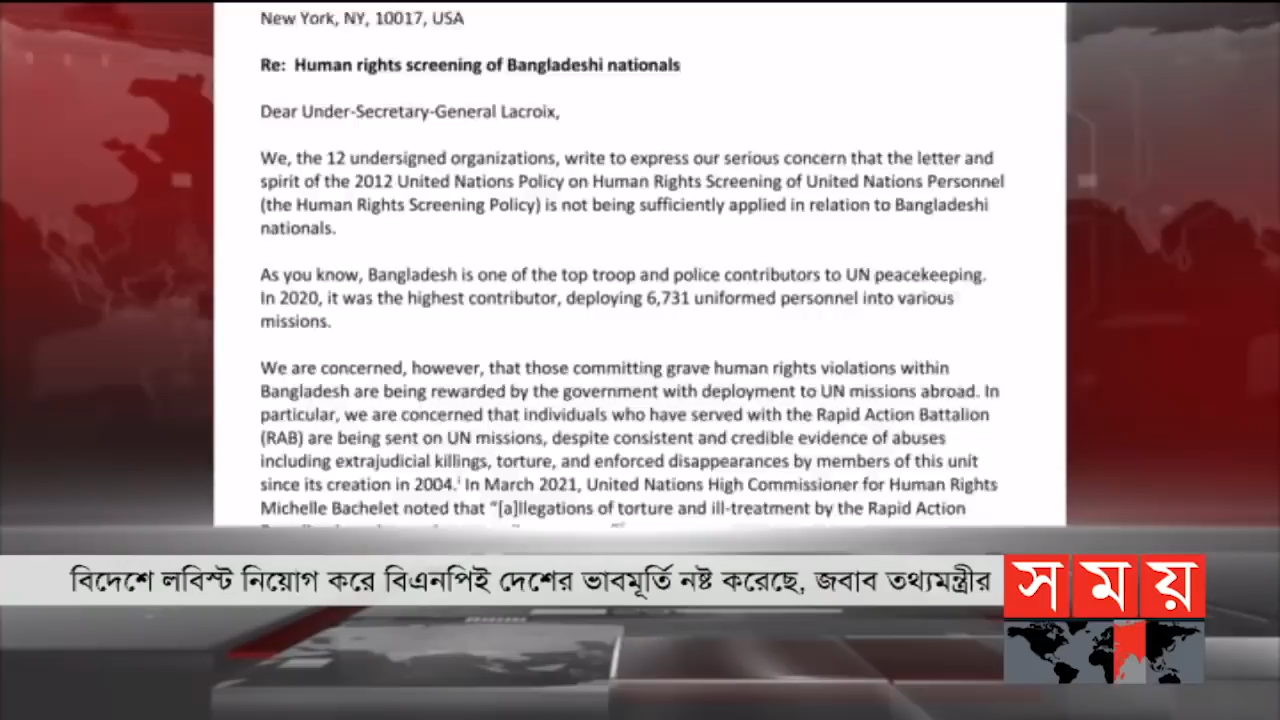 New York, NY, 10017, USA
Re: Human rights screening of Bangladeshi nationals
Dear Under-Secretary-General Lacroix,
We, the 12 undersigned organizations, write to express our serious concern that the letter and
spirit of the 2012 United Nations Policy on Human Rights Screening of United Nations Personnel
(the Human Rights Screening Policy) is not being sufficiently applied in relation to Bangladeshi
nationals.
As you know, Bangladesh is one of the top troop and police contributors to UN peacekeeping.
In 2020, it was the highest contributor, deploying 6,731 uniformed personnel into various
missions.
We are concerned, however, that those committing grave human rights violations within
Bangladesh are being rewarded by the government with deployment to UN missions abroad. In
particular, we are concerned that individuals who have served with the Rapid Action Battalion
(RAB) are being sent on UN missions, despite consistent and credible evidence of abuses
including extrajudicial killings, torture, and enforced disappearances by members of this unit
since its creation in 2004.ⁱ In March 2021, United Nations High Commissioner for Human Rights
Michelle Bachelet noted that "[a]llegations of torture and ill-treatment by the Rapid Action
বিদেশে লবিস্ট নিয়োগ করে বিএনপিই দেশের ভাবমূর্তি নষ্ট করেছে, জবাব তথ্যমন্ত্রীর
সময়